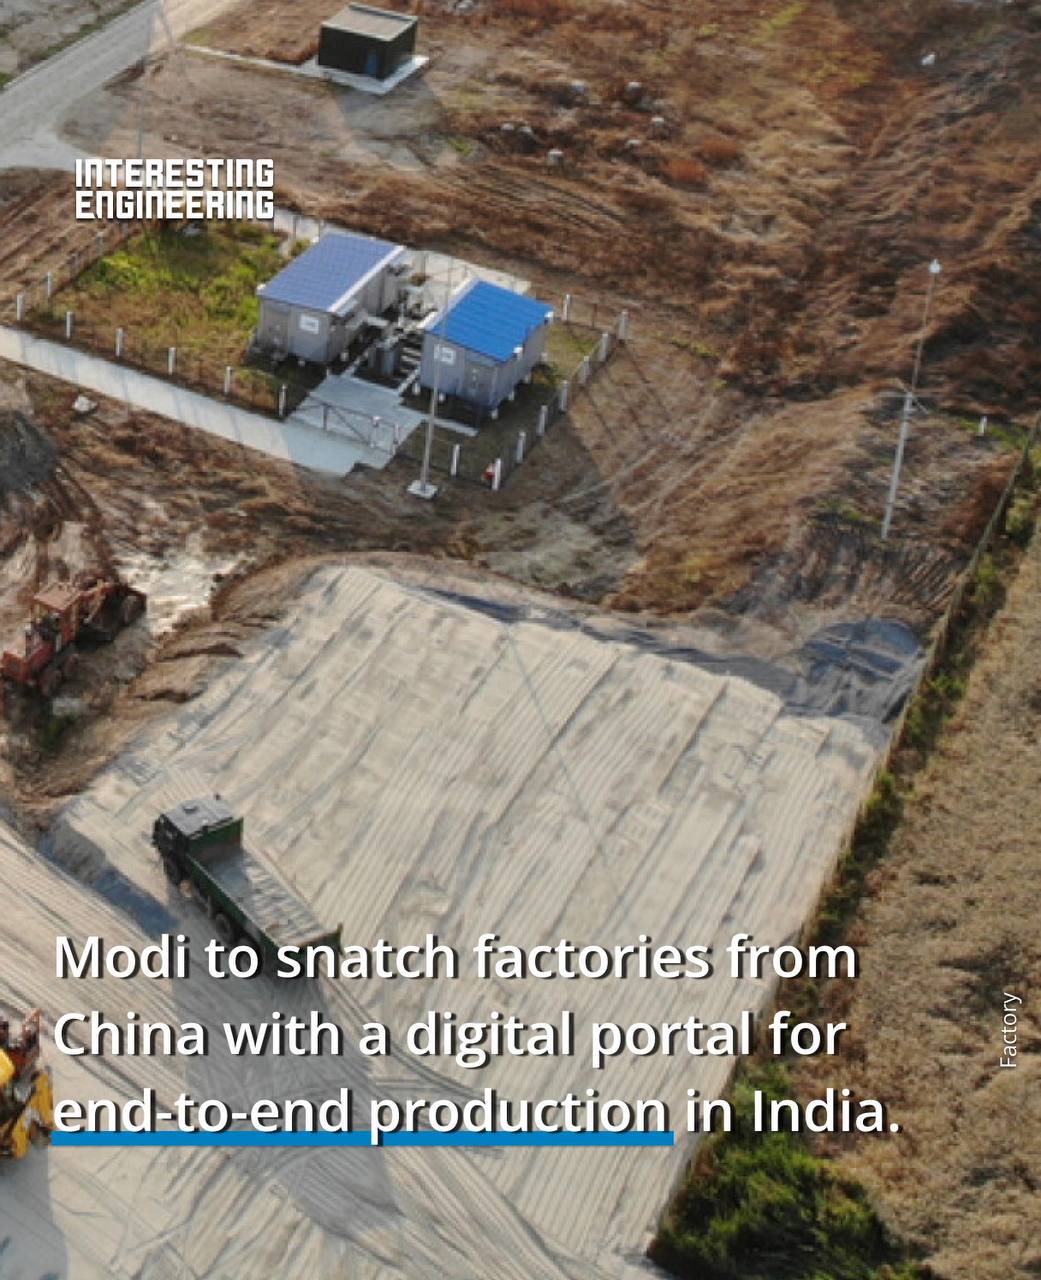 INTERESTING
ENGINEERING
Modi to snatch factories from
China with a digital portal for
end-to-end production in India.
Factory